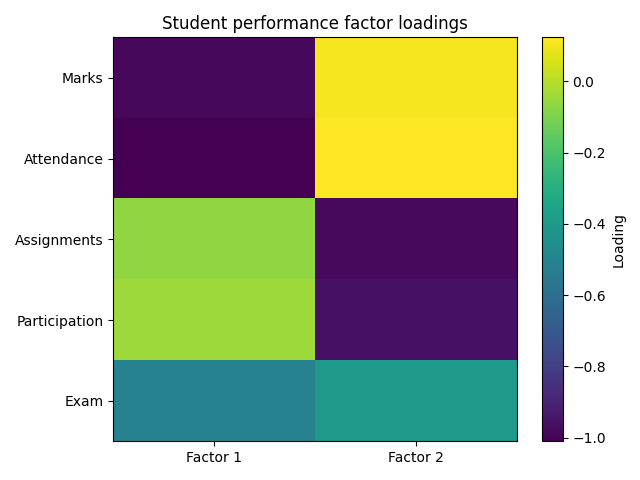 Student performance factor loadings
Marks
Attendance
Assignments
Participation
Exam
Factor 1
Factor 2
0.0
−0.2
−0.4
−0.6
−0.8
−1.0
Loading